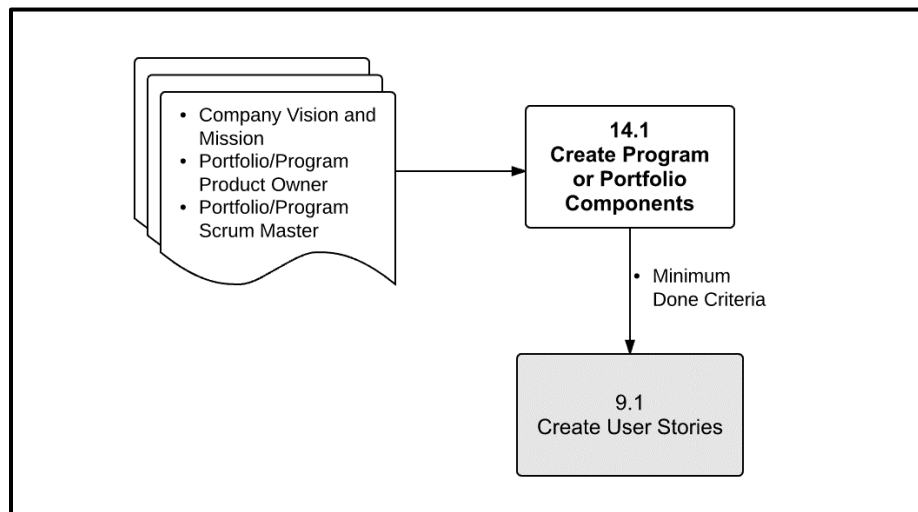 • Company Vision and
Mission
• Portfolio/Program
Product Owner
• Portfolio/Program
Scrum Master
14.1
Create Program
or Portfolio
Components
• Minimum
Done Criteria
9.1
Create User Stories